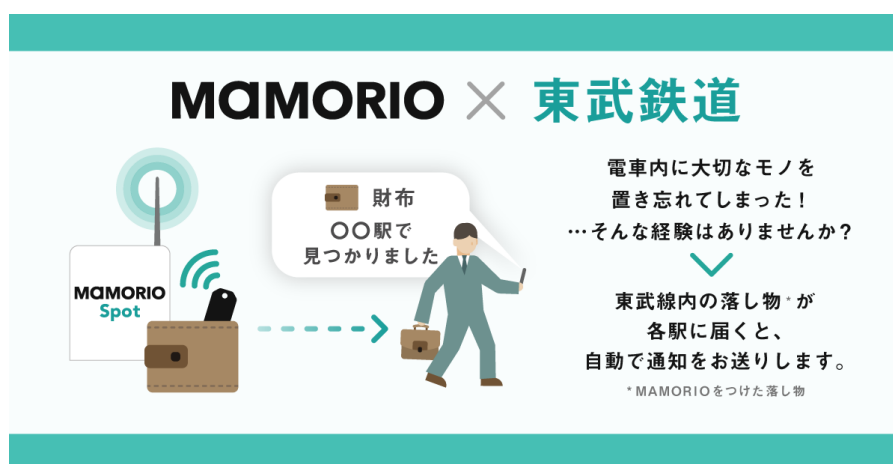 MAMORIO × 東武鉄道
財布
〇〇駅で
見つかりました
MAMORIO
Spot
電車内に大切なモノを
置き忘れてしまった！
…そんな経験はありませんか？
東武線内の落し物*が
各駅に届くと、
自動で通知をお送りします。
*MAMORIOをつけた落し物